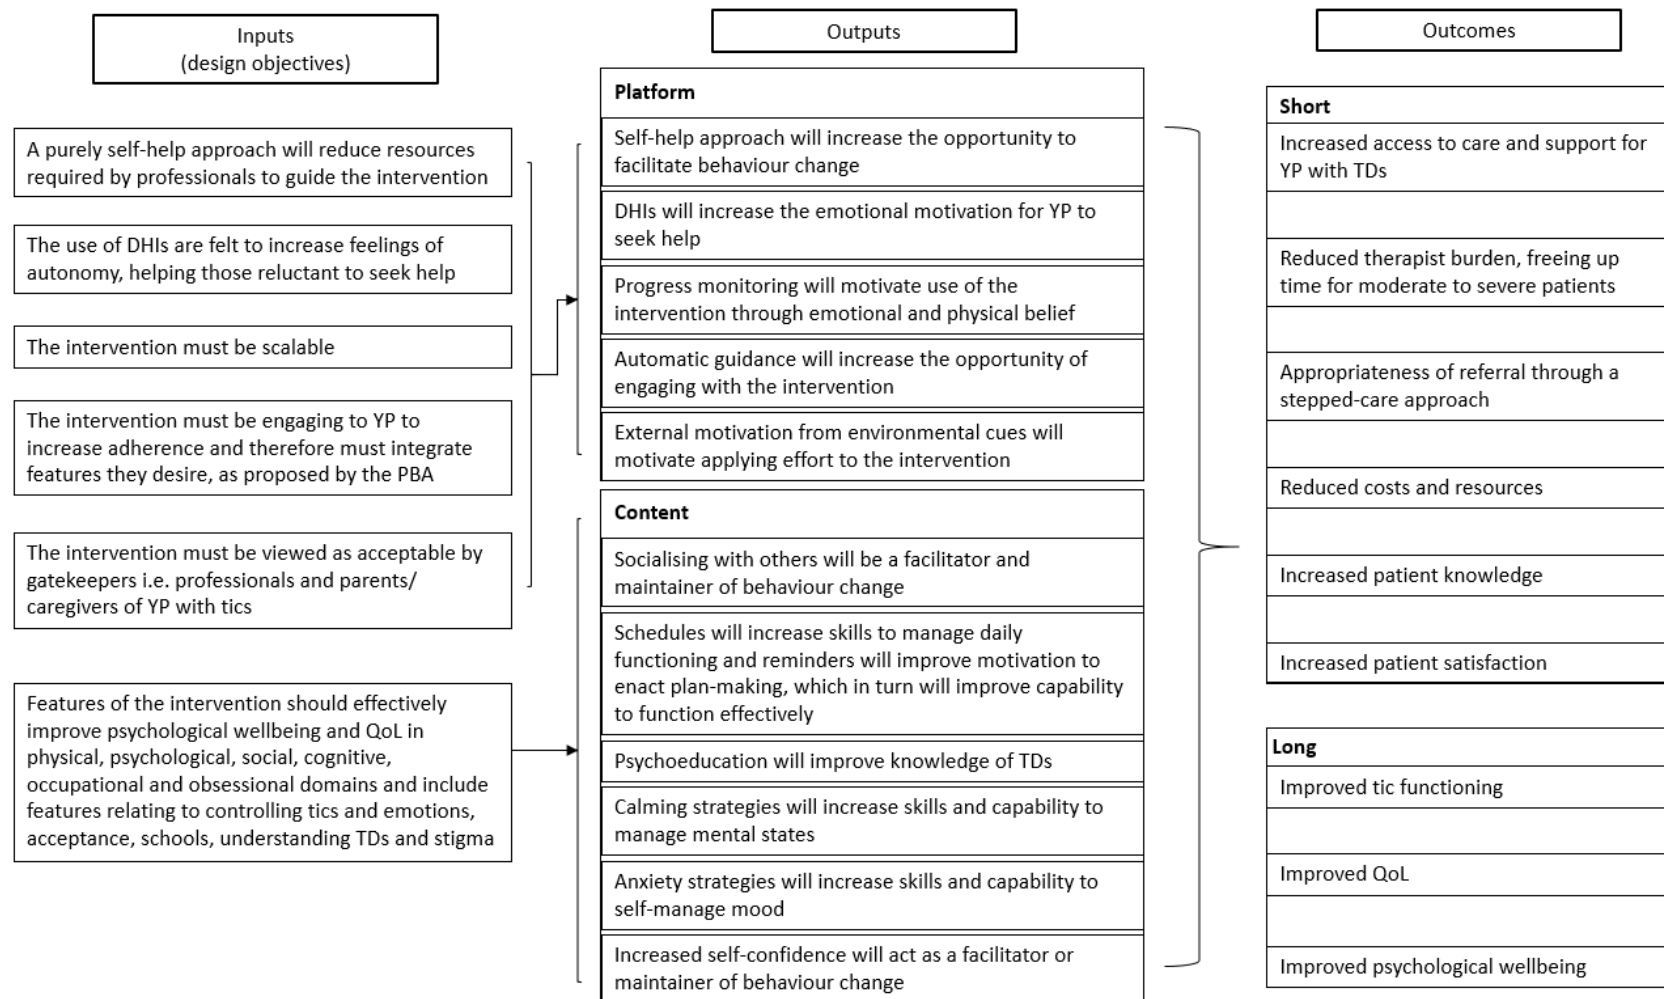 Inputs
(design objectives)
A purely self-help approach will reduce resources
required by professionals to guide the intervention
The use of DHIs are felt to increase feelings of
autonomy, helping those reluctant to seek help
The intervention must be scalable
The intervention must be engaging to YP to
increase adherence and therefore must integrate
features they desire, as proposed by the PBA
The intervention must be viewed as acceptable by
gatekeepers i.e. professionals and parents/
caregivers of YP with tics
Features of the intervention should effectively
improve psychological wellbeing and QoL in
physical, psychological, social, cognitive,
occupational and obsessional domains and include
features relating to controlling tics and emotions,
acceptance, schools, understanding TDs and stigma
Outputs
Platform
Self-help approach will increase the opportunity to
facilitate behaviour change
DHIs will increase the emotional motivation for YP to
seek help
Progress monitoring will motivate use of the
intervention through emotional and physical belief
Automatic guidance will increase the opportunity of
engaging with the intervention
External motivation from environmental cues will
motivate applying effort to the intervention
Content
Socialising with others will be a facilitator and
maintainer of behaviour change
Schedules will increase skills to manage daily
functioning and reminders will improve motivation to
enact plan-making, which in turn will improve capability
to function effectively
Psychoeducation will improve knowledge of TDs
Calming strategies will increase skills and capability to
manage mental states
Anxiety strategies will increase skills and capability to
self-manage mood
Increased self-confidence will act as a facilitator or
maintainer of behaviour change
Outcomes
Short
Increased access to care and support for
YP with TDs
Reduced therapist burden, freeing up
time for moderate to severe patients
Appropriateness of referral through a
stepped-care approach
Reduced costs and resources
Increased patient knowledge
Increased patient satisfaction
Long
Improved tic functioning
Improved QoL
Improved psychological wellbeing